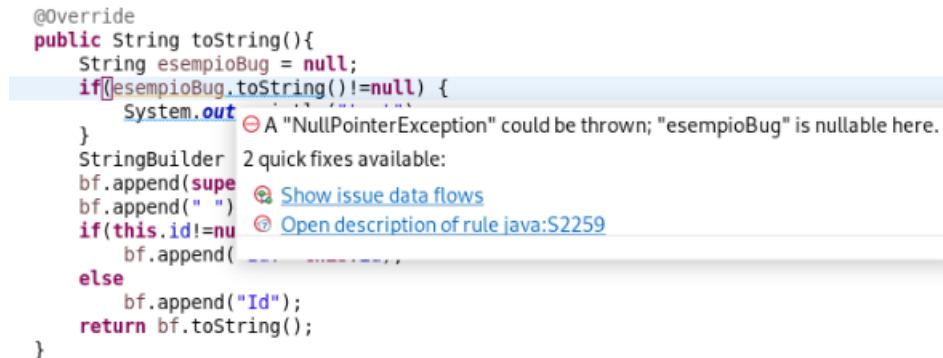 @Override
public String toString(){
String esempioBug = null;
if(esempioBug.toString()!=null) {
System.out
A "NullPointerException" could be thrown; "esempioBug" is nullable here.
}
StringBuilder
2 quick fixes available:
bf.append(supe
Show issue data flows
bf.append(" ")
Open description of rule java:S2259
if(this.id!=nu
bf.append(
else
bf.append("Id");
return bf.toString();
}